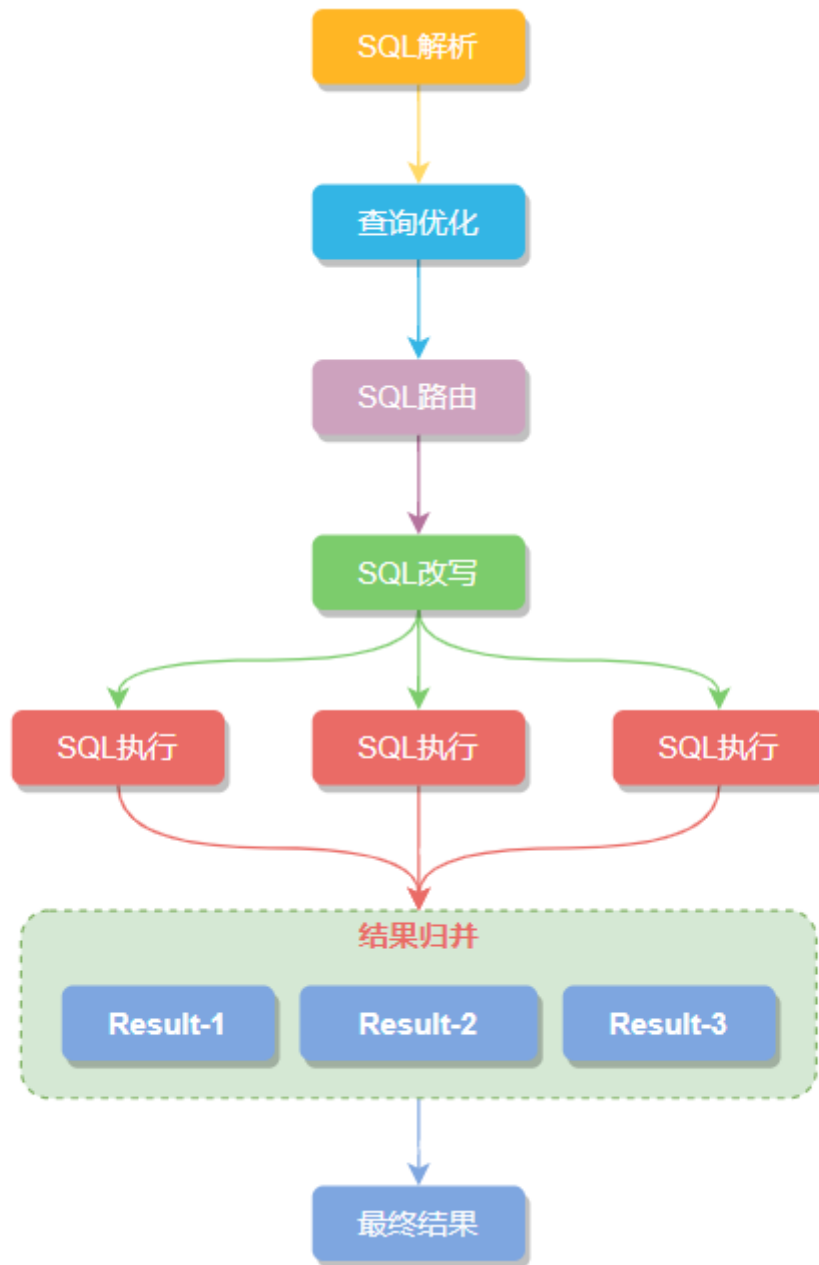 SQL解析
查询优化
SQL路由
SQL改写
SQL执行
SQL执行
SQL执行
结果归并
Result-1
Result-2
Result-3
最终结果